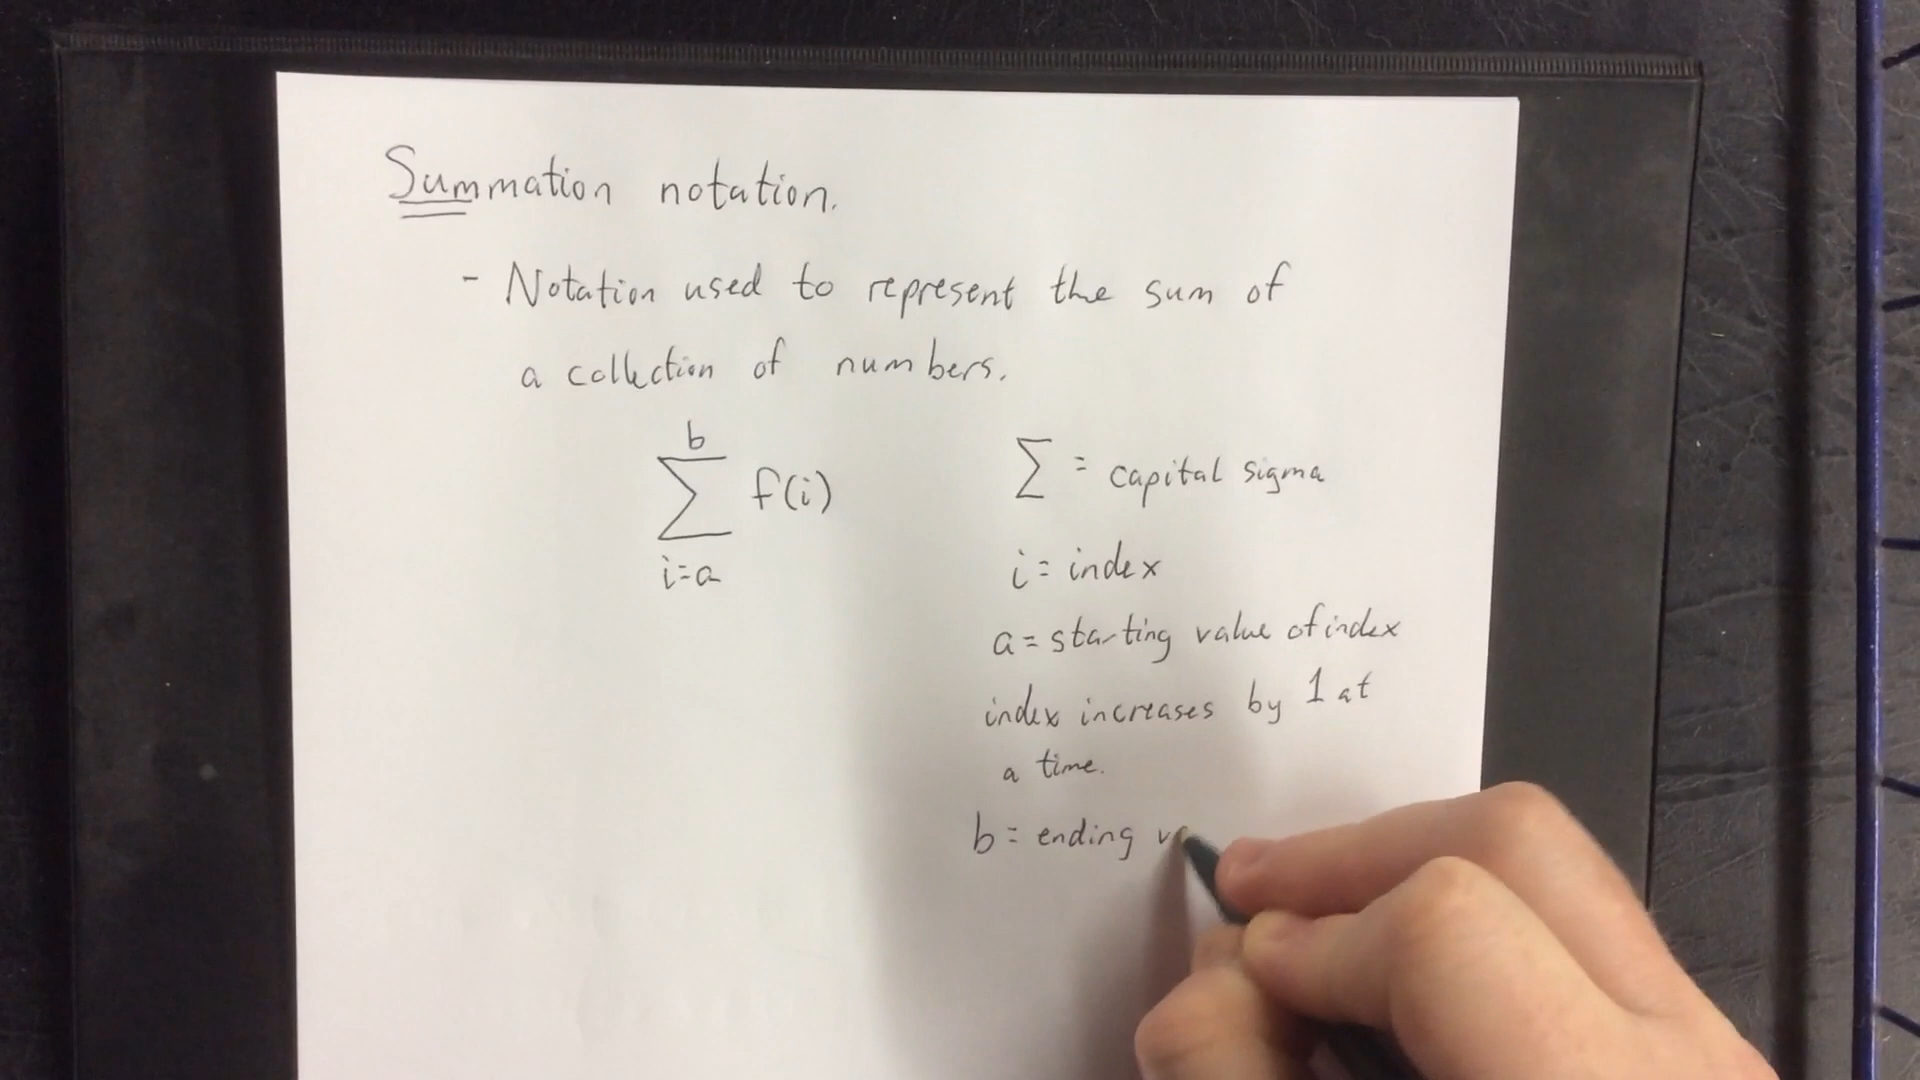 Summation notation.
- Notation used to represent the sum of
a collection of numbers.
b
∑ f(i)
i=a
∑ = capital sigma
i = index
a = starting value of index
index increases by 1 at
a time.
b = ending